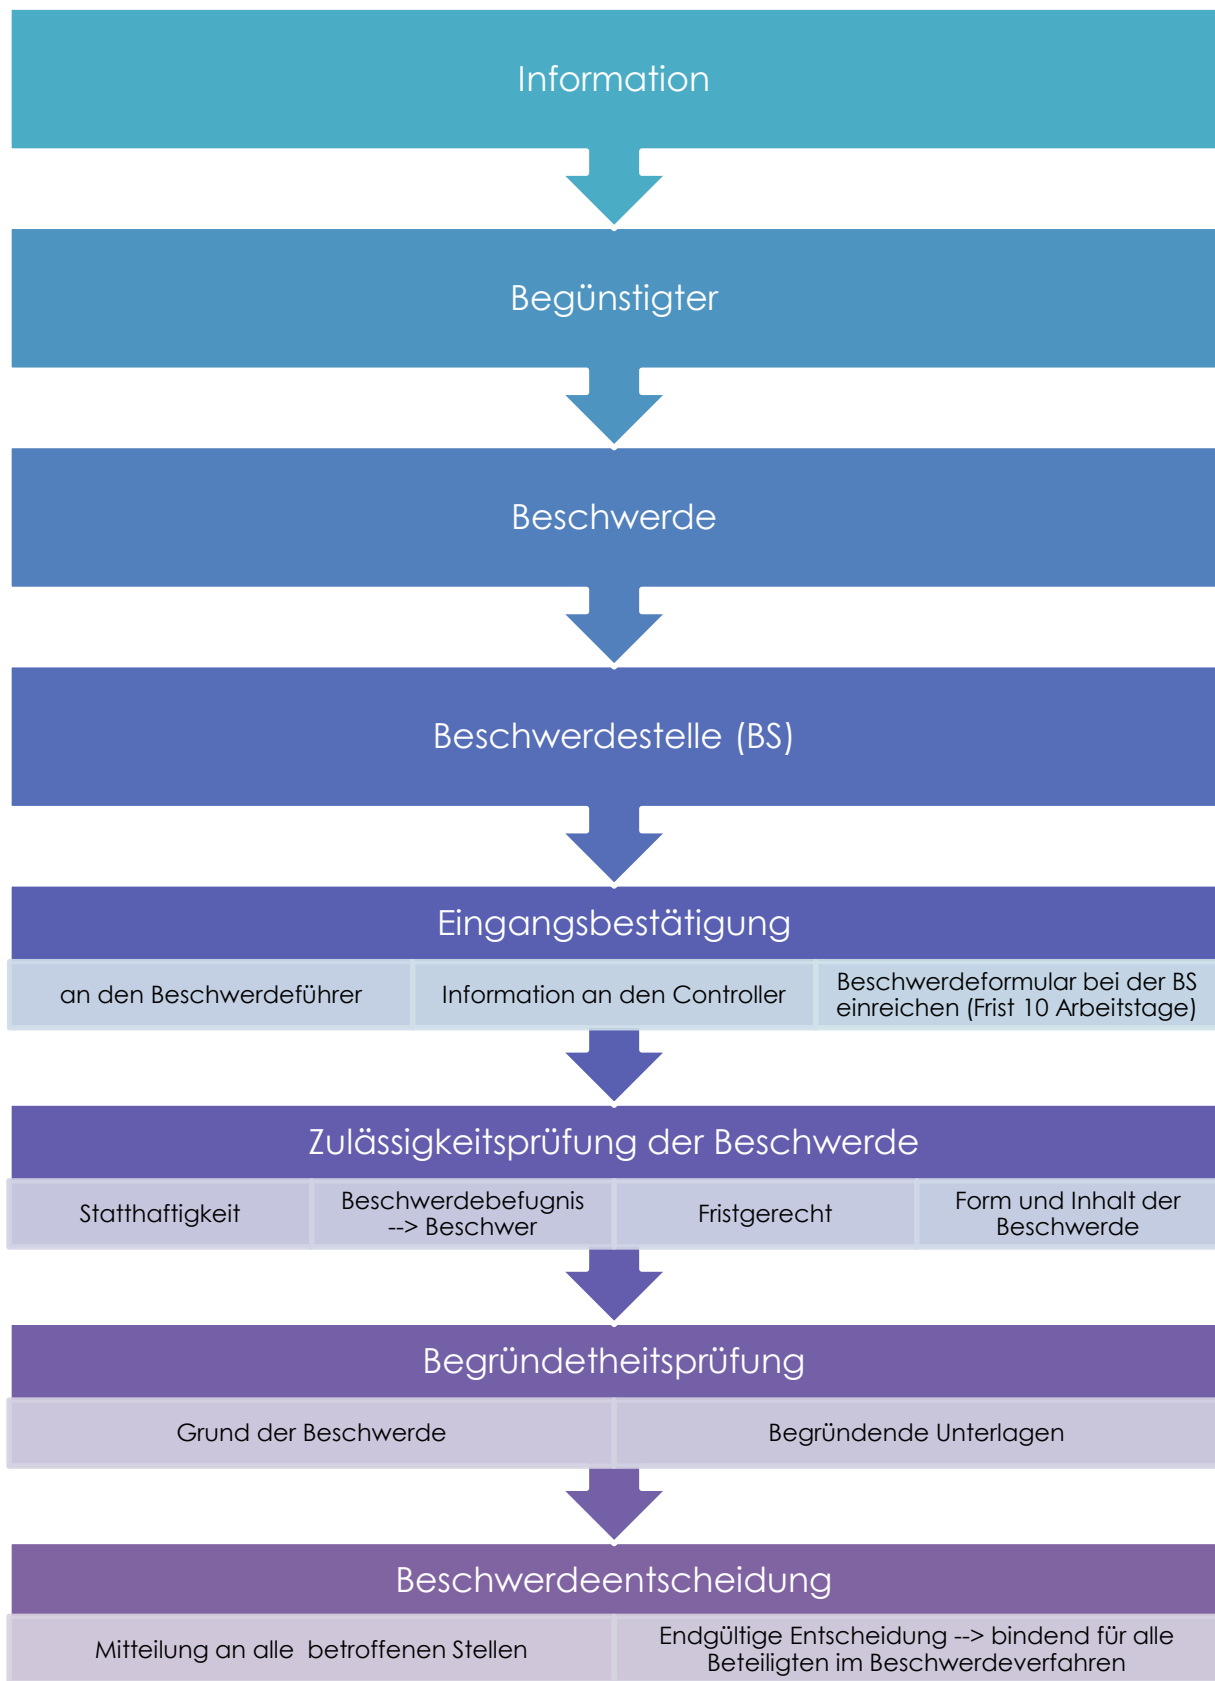 Information
Begünstigter
Beschwerde
Beschwerdestelle (BS)
Eingangsbestätigung
an den Beschwerdeführer
Information an den Controller
Beschwerdeformular bei der BS
einreichen (Frist 10 Arbeitstage)
Zulässigkeitsprüfung der Beschwerde
Statthaftigkeit
Beschwerdebefugnis
--> Beschwer
Fristgerecht
Form und Inhalt der
Beschwerde
Begründetheitsprüfung
Grund der Beschwerde
Begründende Unterlagen
Beschwerdeentscheidung
Mitteilung an alle  betroffenen Stellen
Endgültige Entscheidung --> bindend für alle
Beteiligten im Beschwerdeverfahren